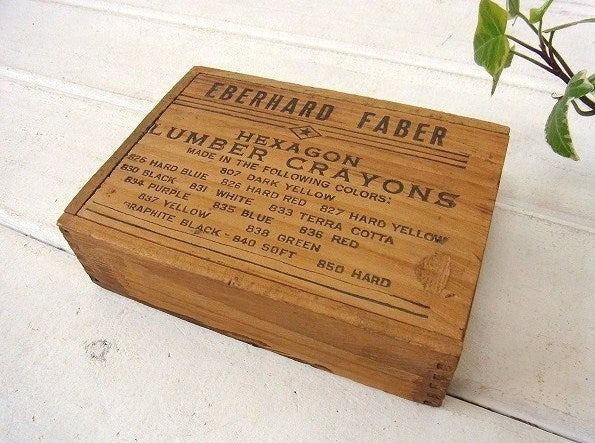 EBERHARD FABER
HEXAGON
LUMBER CRAYONS
MADE IN THE FOLLOWING COLORS:
807 DARK YELLOW
825 HARD BLUE 826 HARD RED 827 HARD YELLOW
830 BLACK 831 WHITE 833 TERRA COTTA
834 PURPLE 835 BLUE 836 RED
837 YELLOW 838 GREEN
GRAPHITE BLACK - 840 SOFT 850 HARD